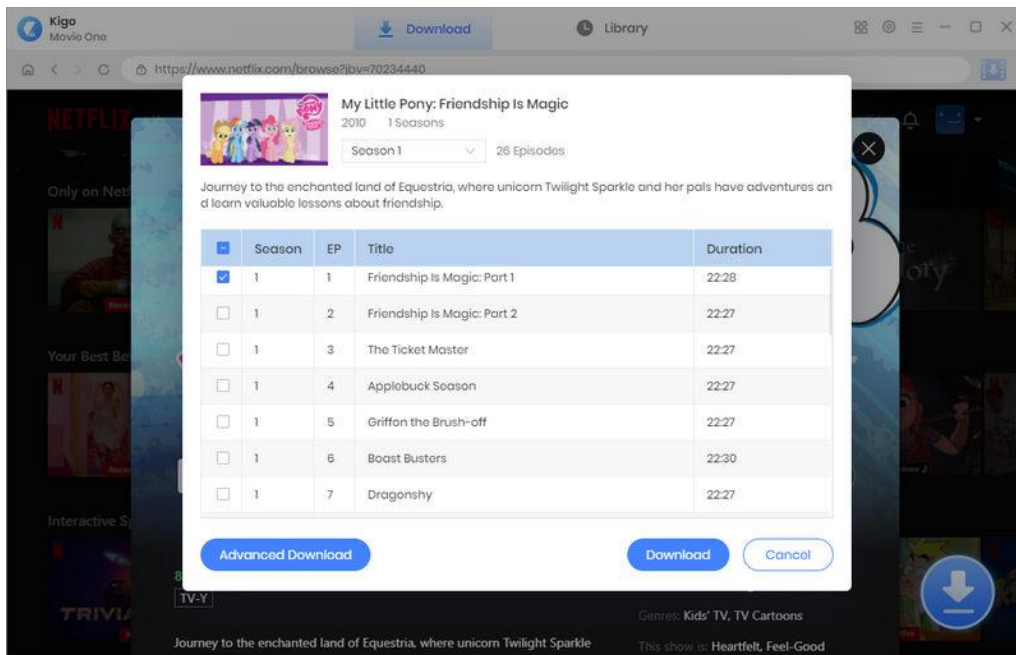 Kigo
Movie One
Download
Library
https://www.netflix.com/browse?jbv=70234440
NETFLIX
My Little Pony: Friendship Is Magic
2010 1 Seasons
Season 1 26 Episodes
Journey to the enchanted land of Equestria, where unicorn Twilight Sparkle and her pals have adventures an
d learn valuable lessons about friendship.
Only on Netf
Season EP Title Duration
1 1 Friendship Is Magic: Part 1 22:28
1 2 Friendship Is Magic: Part 2 22:27
1 3 The Ticket Master 22:27
Your Best Be
1 4 Applebuck Season 22:27
1 5 Griffon the Brush-off 22:27
1 6 Boast Busters 22:30
1 7 Dragonshy 22:27
Interactive S
Advanced Download Download Cancel
8
TV-Y
TRIVIA
Genres: Kids' TV, TV Cartoons
Journey to the enchanted land of Equestria, where unicorn Twilight Sparkle
This show is: Heartfelt, Feel-Good